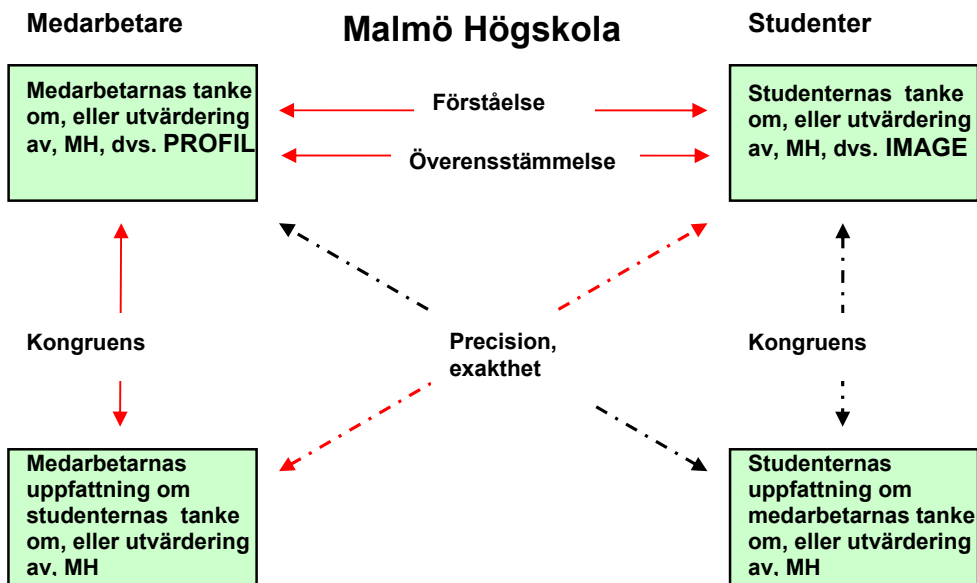 Medarbetare
Malmö Högskola
Studenter
Medarbetarnas tanke
om, eller utvärdering
av, MH, dvs. PROFIL
Förståelse
Överensstämmelse
Studenternas tanke
om, eller utvärdering
av, MH, dvs. IMAGE
Kongruens
Precision,
exakthet
Kongruens
Medarbetarnas
uppfattning om
studenternas tanke
om, eller utvärdering
av, MH
Studenternas
uppfattning om
medarbetarnas tanke
om, eller utvärdering
av, MH